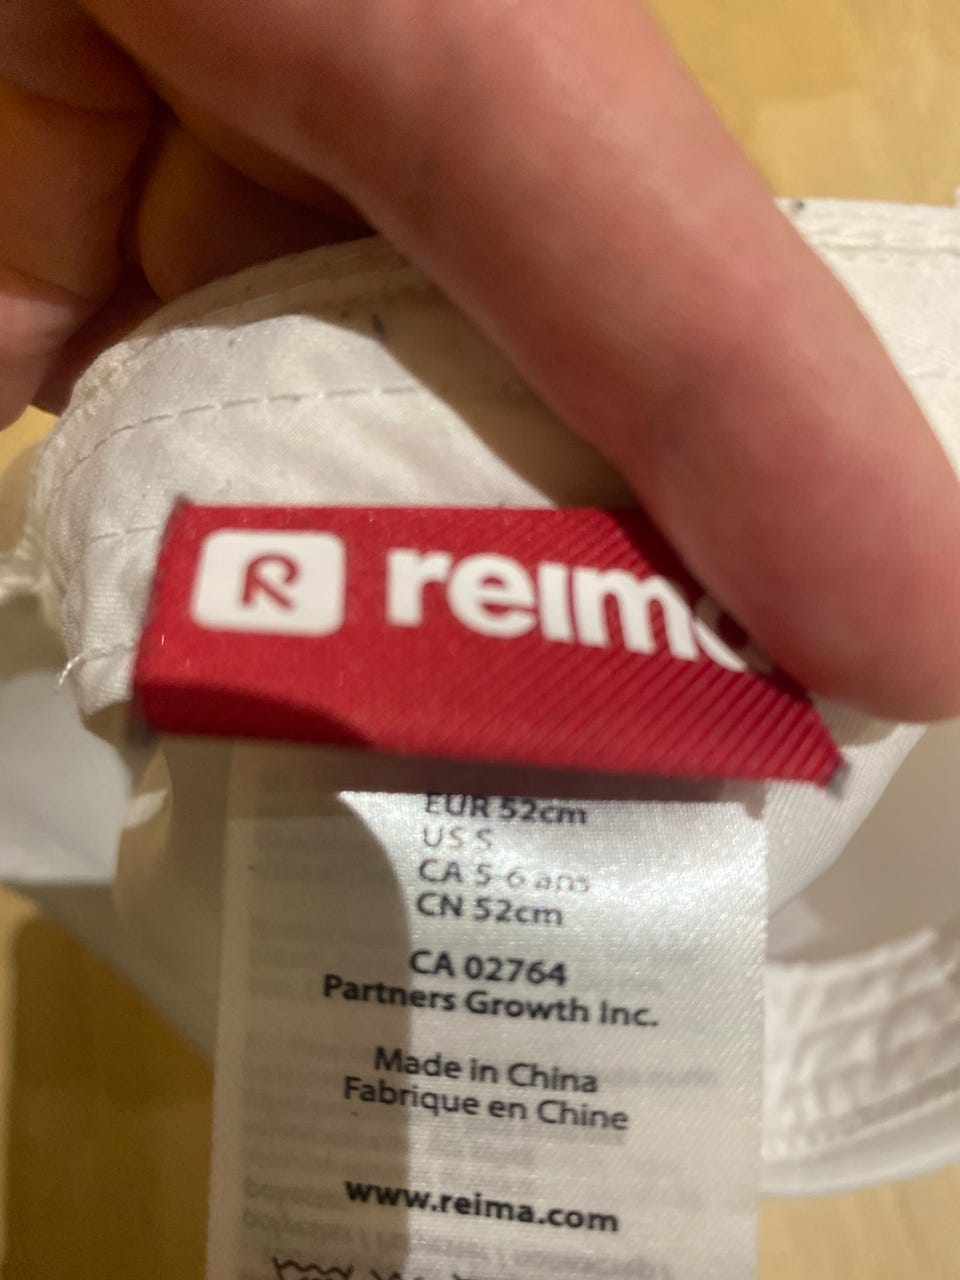 R reima
EUR 52cm
US S
CA 5-6 ans
CN 52cm
CA 02764
Partners Growth Inc.
Made in China
Fabrique en Chine
www.reima.com